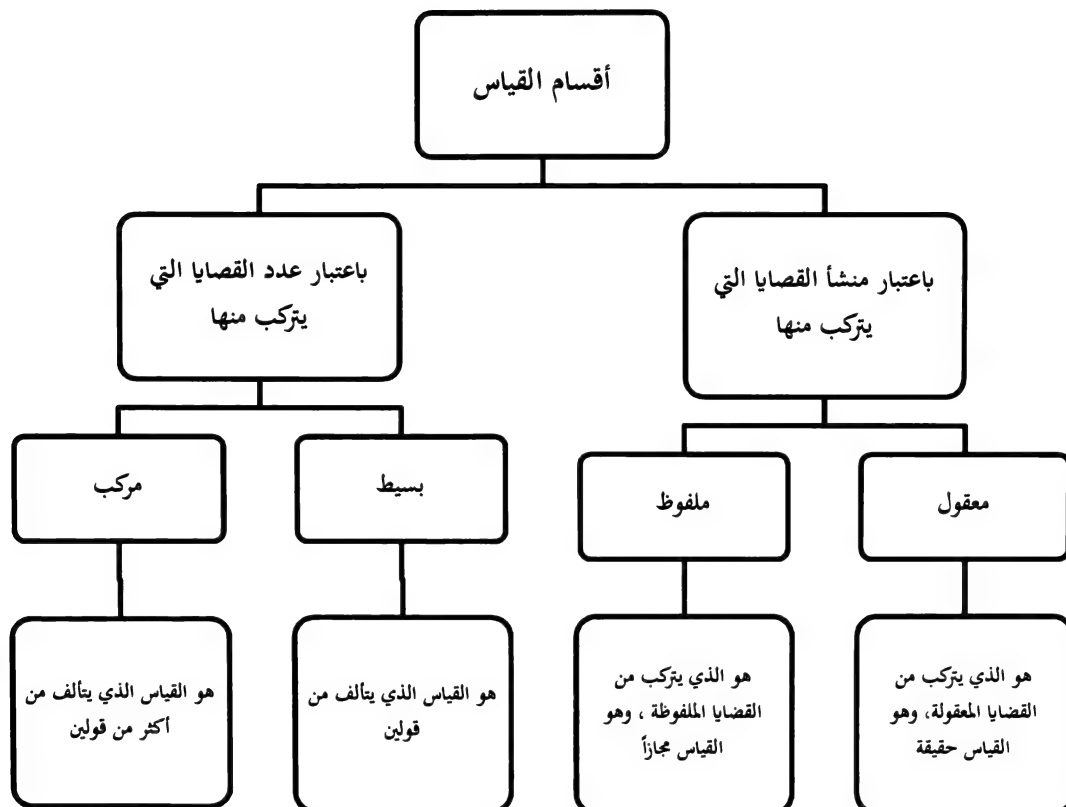 أقسام القياس
باعتبار منشأ القصايا التي
يتركب منها
باعتبار عدد القصايا التي
يتركب منها
معقول
ملفوظ
بسيط
مركب
هو الذي يتركب من
القضايا المعقولة، وهو
القياس حقيقة
هو الذي يتركب من
القضايا الملفوظة ، وهو
القياس مجازاً
هو القياس الذي يتألف من
قولين
هو القياس الذي يتألف من
أكثر من قولين